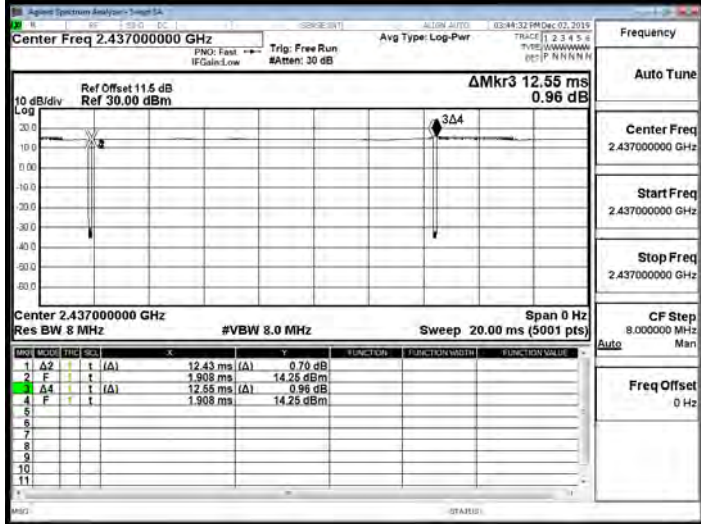 Agilent Spectrum Analyzer - Swept SA
RF 50 Ω DC SENSE:INT ALIGN AUTO 03:44:32 PM Dec 02, 2019
Center Freq 2.437000000 GHz
PNO: Fast
IFGain:Low
Trig: Free Run
#Atten: 30 dB
Avg Type: Log-Pwr
TRACE 1 2 3 4 5 6
TYPE WWWWWW
DET P N N N N N
Frequency
Auto Tune
Ref Offset 11.5 dB
Ref 30.00 dBm
ΔMkr3 12.55 ms
0.96 dB
10 dB/div
Log
20.0
10.0
0.00
-10.0
-20.0
-30.0
-40.0
-50.0
-60.0
3Δ4
Center Freq
2.437000000 GHz
Start Freq
2.437000000 GHz
Stop Freq
2.437000000 GHz
CF Step
8.000000 MHz
Auto Man
Freq Offset
0 Hz
Center 2.437000000 GHz Span 0 Hz
Res BW 8 MHz #VBW 8.0 MHz Sweep 20.00 ms (5001 pts)
MKR MODE TRC SCL X Y FUNCTION FUNCTION WIDTH FUNCTION VALUE
1 Δ2 1 t (Δ) 12.43 ms (Δ) 0.70 dB
2 F 1 t 1.908 ms 14.25 dBm
3 Δ4 1 t (Δ) 12.55 ms (Δ) 0.96 dB
4 F 1 t 1.908 ms 14.25 dBm
5
6
7
8
9
10
11
MSG STATUS